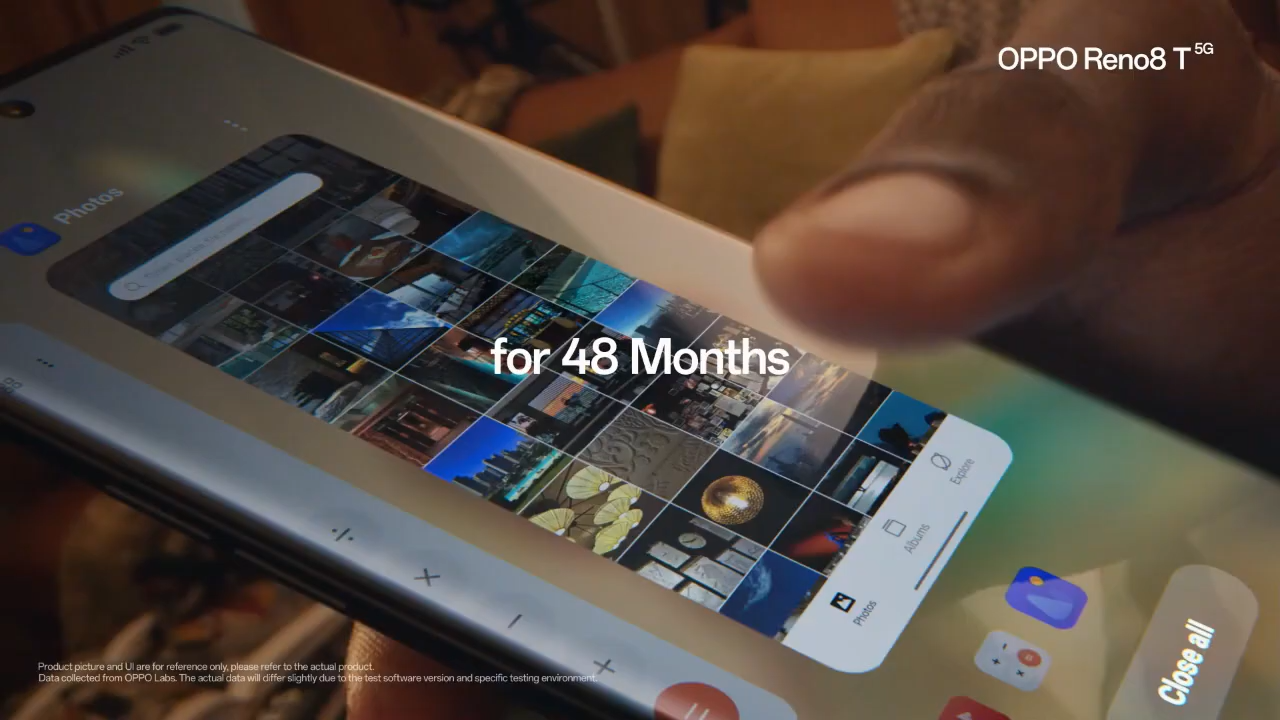 OPPO Reno8 T 5G
Photos
for 48 Months
Explore
Albums
Photos
Close all
Product picture and UI are for reference only, please refer to the actual product.
Data collected from OPPO Labs. The actual data will differ slightly due to the test software version and specific testing environment.